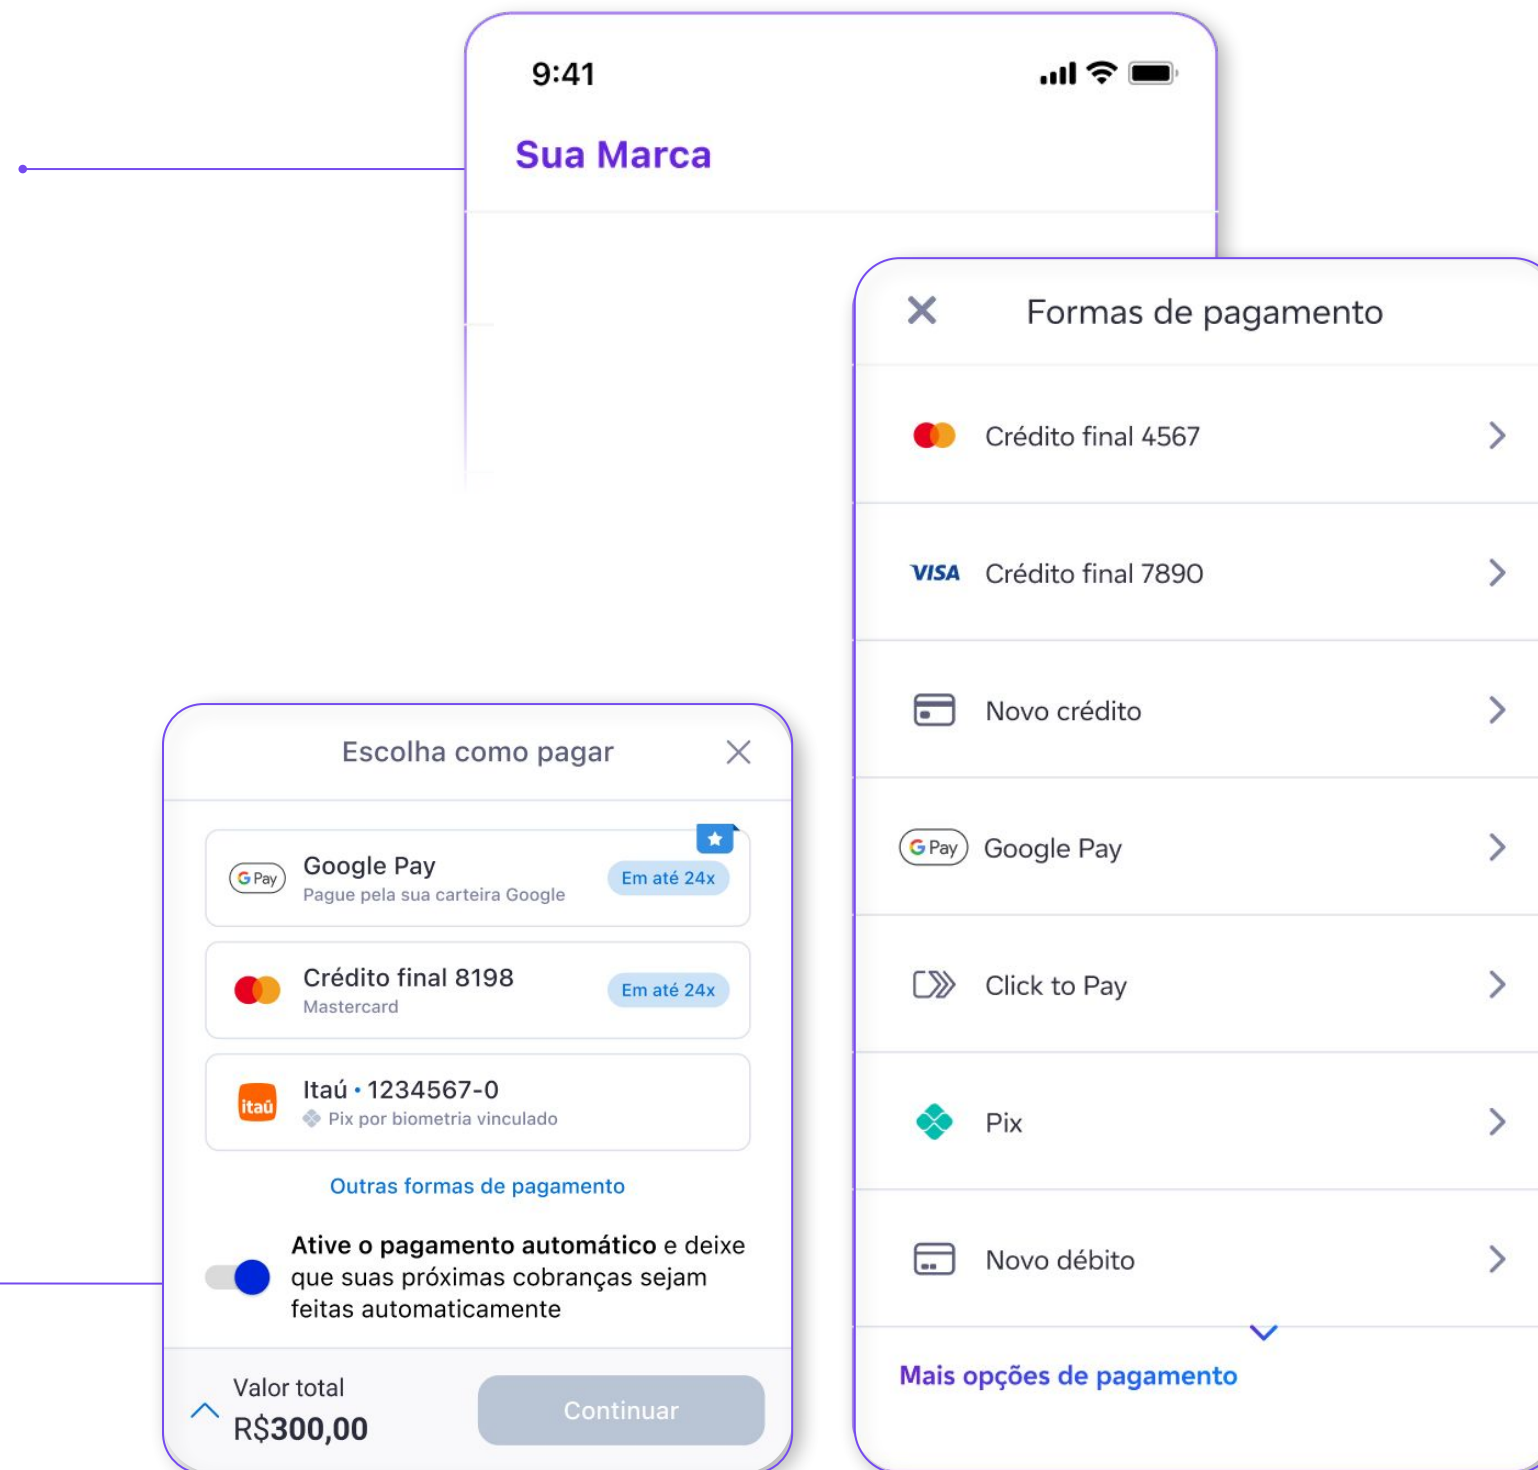 9:41
Sua Marca
Formas de pagamento
Crédito final 4567
VISA Crédito final 7890
Novo crédito
G Pay Google Pay
Click to Pay
Pix
Novo débito
Mais opções de pagamento
Escolha como pagar
G Pay Google Pay
Pague pela sua carteira Google
Em até 24x
Crédito final 8198
Mastercard
Em até 24x
itaú Itaú • 1234567-0
Pix por biometria vinculado
Outras formas de pagamento
Ative o pagamento automático e deixe
que suas próximas cobranças sejam
feitas automaticamente
Valor total
R$300,00
Continuar